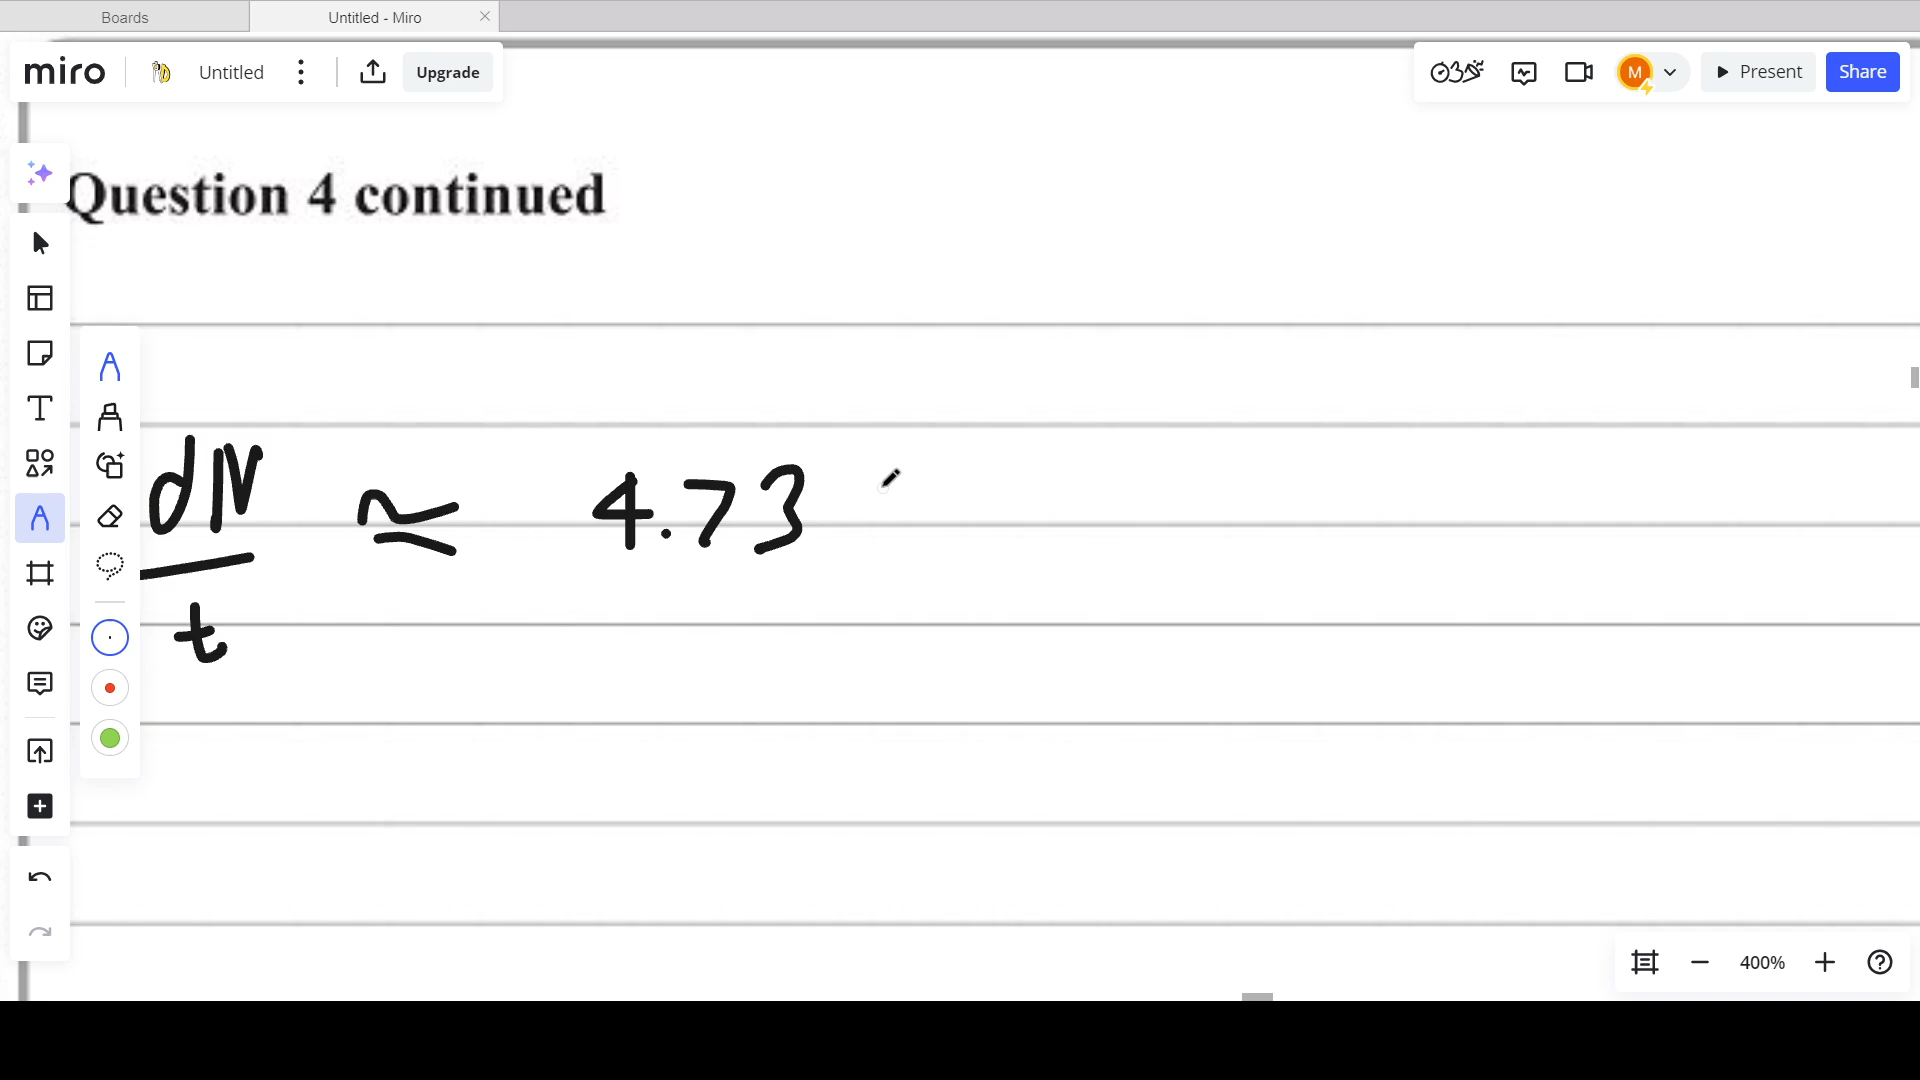 Boards
Untitled - Miro
miro
Untitled
Upgrade
M
Present
Share
Question 4 continued
dN
≃ 4.73
t
400%